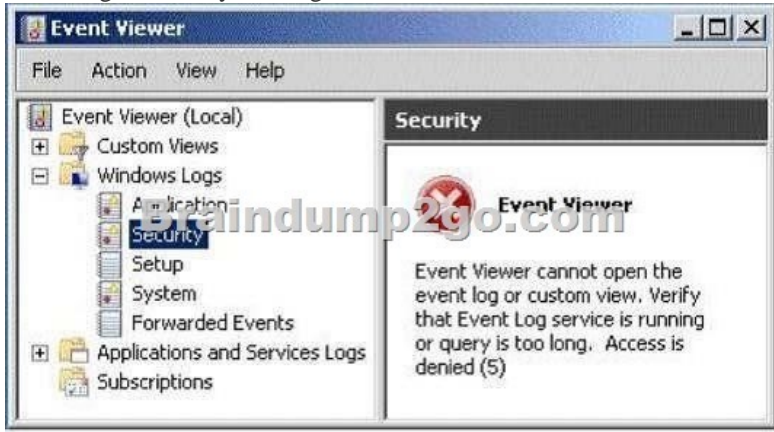 Event Viewer
File Action View Help
Event Viewer (Local)
Custom Views
Windows Logs
Application
Security
Setup
System
Forwarded Events
Applications and Services Logs
Subscriptions
Security
Event Viewer
Event Viewer cannot open the
event log or custom view. Verify
that Event Log service is running
or query is too long. Access is
denied (5)
Braindump2go.com